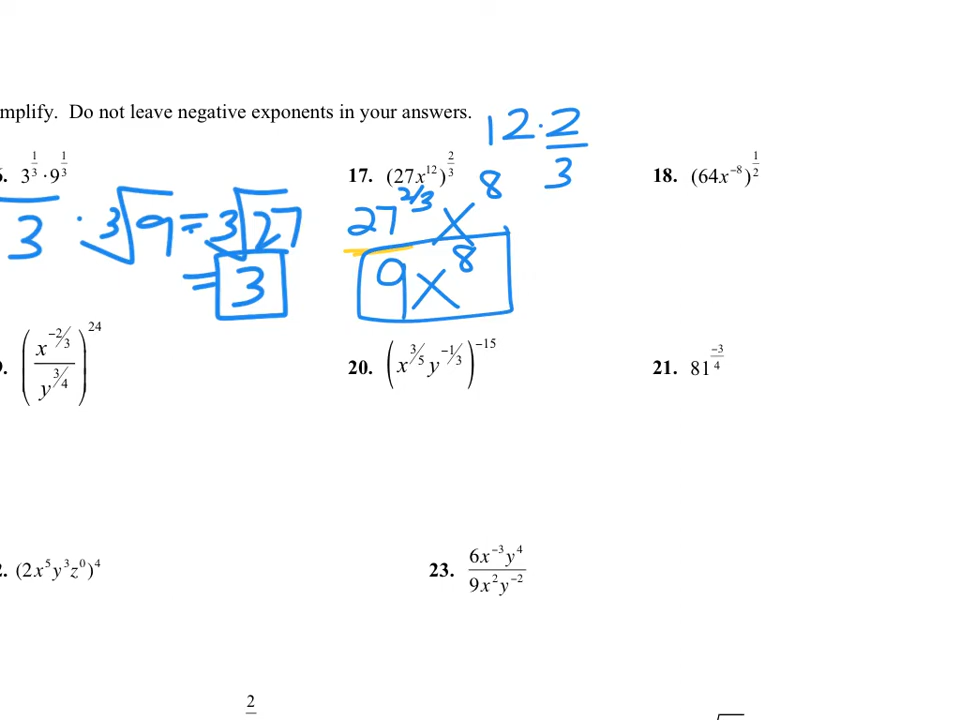 mplify. Do not leave negative exponents in your answers.
12 · 2/3
6. 3^(1/3) · 9^(1/3)
17. (27x^12)^(2/3)
18. (64x^-8)^(1/2)
3 · ∛9 = ∛27
27^(2/3) x^8
= 3
9x^8
9. (x^(-2/3) / y^(3/4))^24
20. (x^(3/5) y^(-1/3))^-15
21. 81^(-3/4)
2. (2x^5y^3z^0)^4
23. 6x^-3y^4 / 9x^2y^-2
2